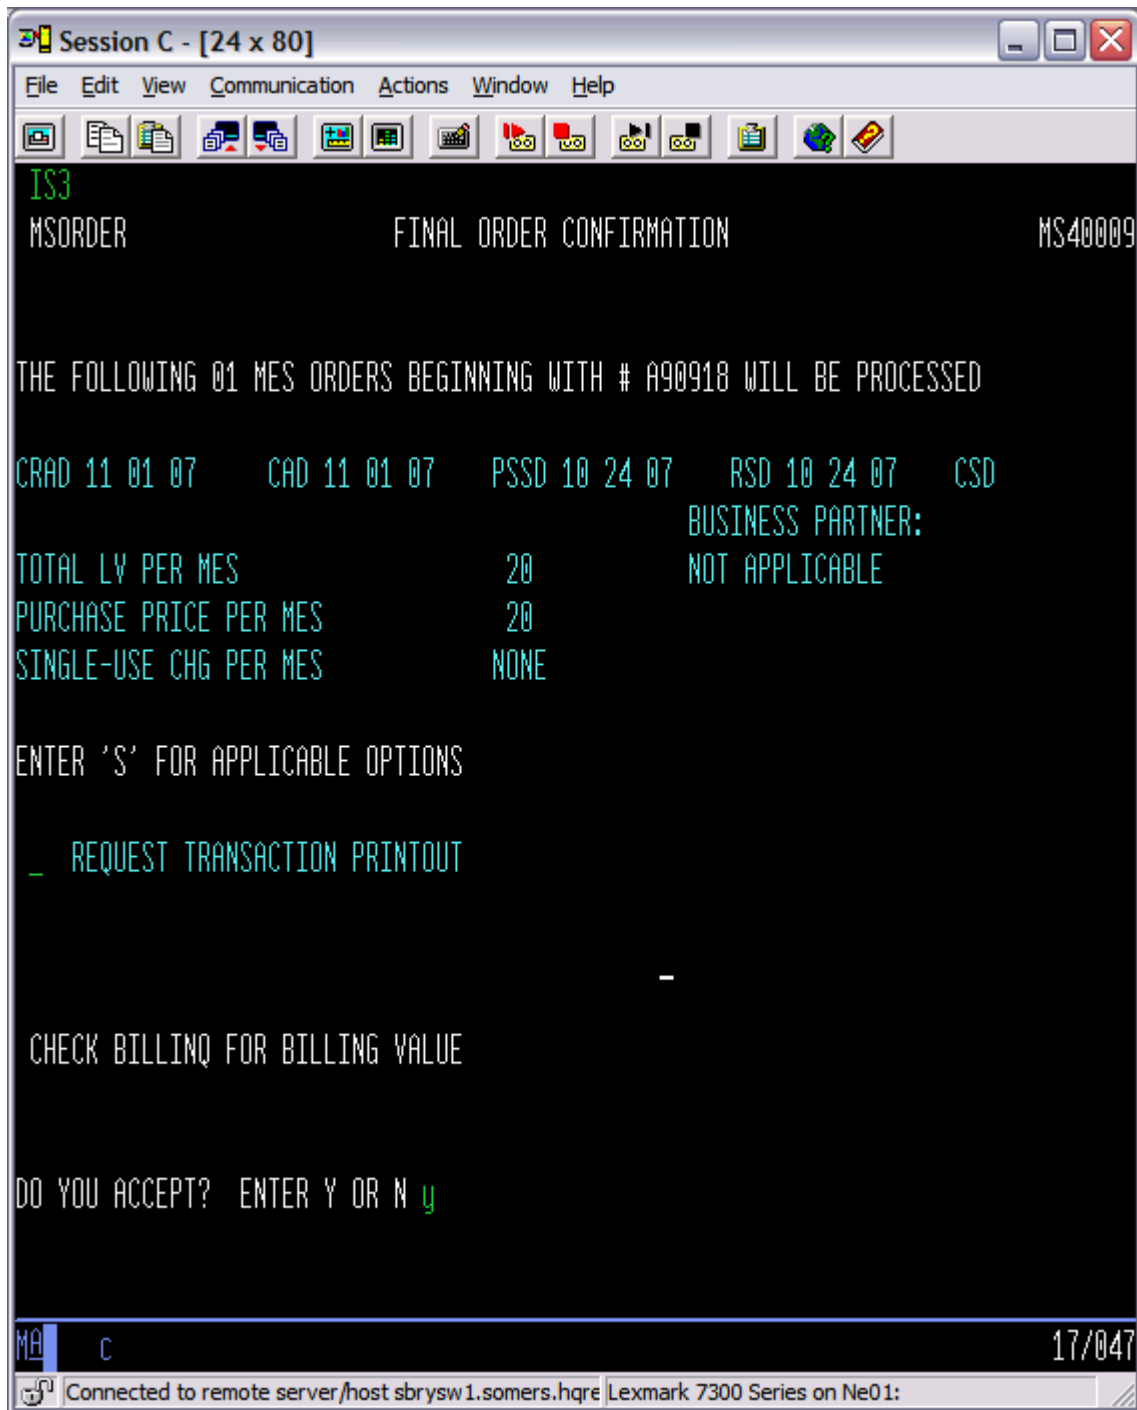 Session C - [24 x 80]
File Edit View Communication Actions Window Help
IS3
MSORDER FINAL ORDER CONFIRMATION MS40009
THE FOLLOWING 01 MES ORDERS BEGINNING WITH # A90918 WILL BE PROCESSED
CRAD 11 01 07 CAD 11 01 07 PSSD 10 24 07 RSD 10 24 07 CSD
BUSINESS PARTNER:
TOTAL LV PER MES 20 NOT APPLICABLE
PURCHASE PRICE PER MES 20
SINGLE-USE CHG PER MES NONE
ENTER 'S' FOR APPLICABLE OPTIONS
_ REQUEST TRANSACTION PRINTOUT
CHECK BILLINQ FOR BILLING VALUE
DO YOU ACCEPT? ENTER Y OR N y
MA C 17/047
Connected to remote server/host sbrysw1.somers.hqre Lexmark 7300 Series on Ne01: